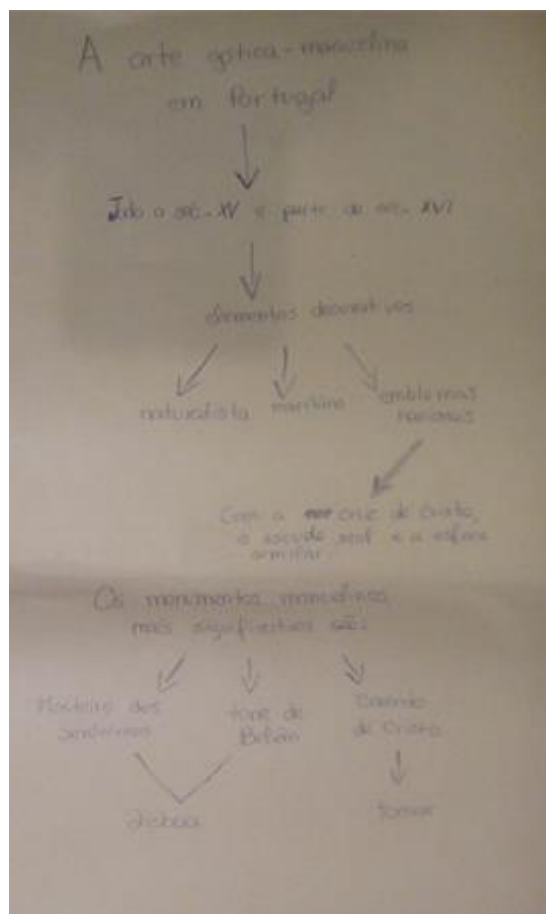 A arte gótica-manuelina
em Portugal
Todo o séc. XV e parte do séc. XVI
elementos decorativos
naturalista
marítimo
emblemas
nacionais
Com a cruz de Cristo,
o escudo real e a esfera
armilar.
Os monumentos manuelinos
mais significativos são:
Mosteiro dos
Jerónimos
torre de
Belém
Convento
de Cristo
Lisboa
tomar